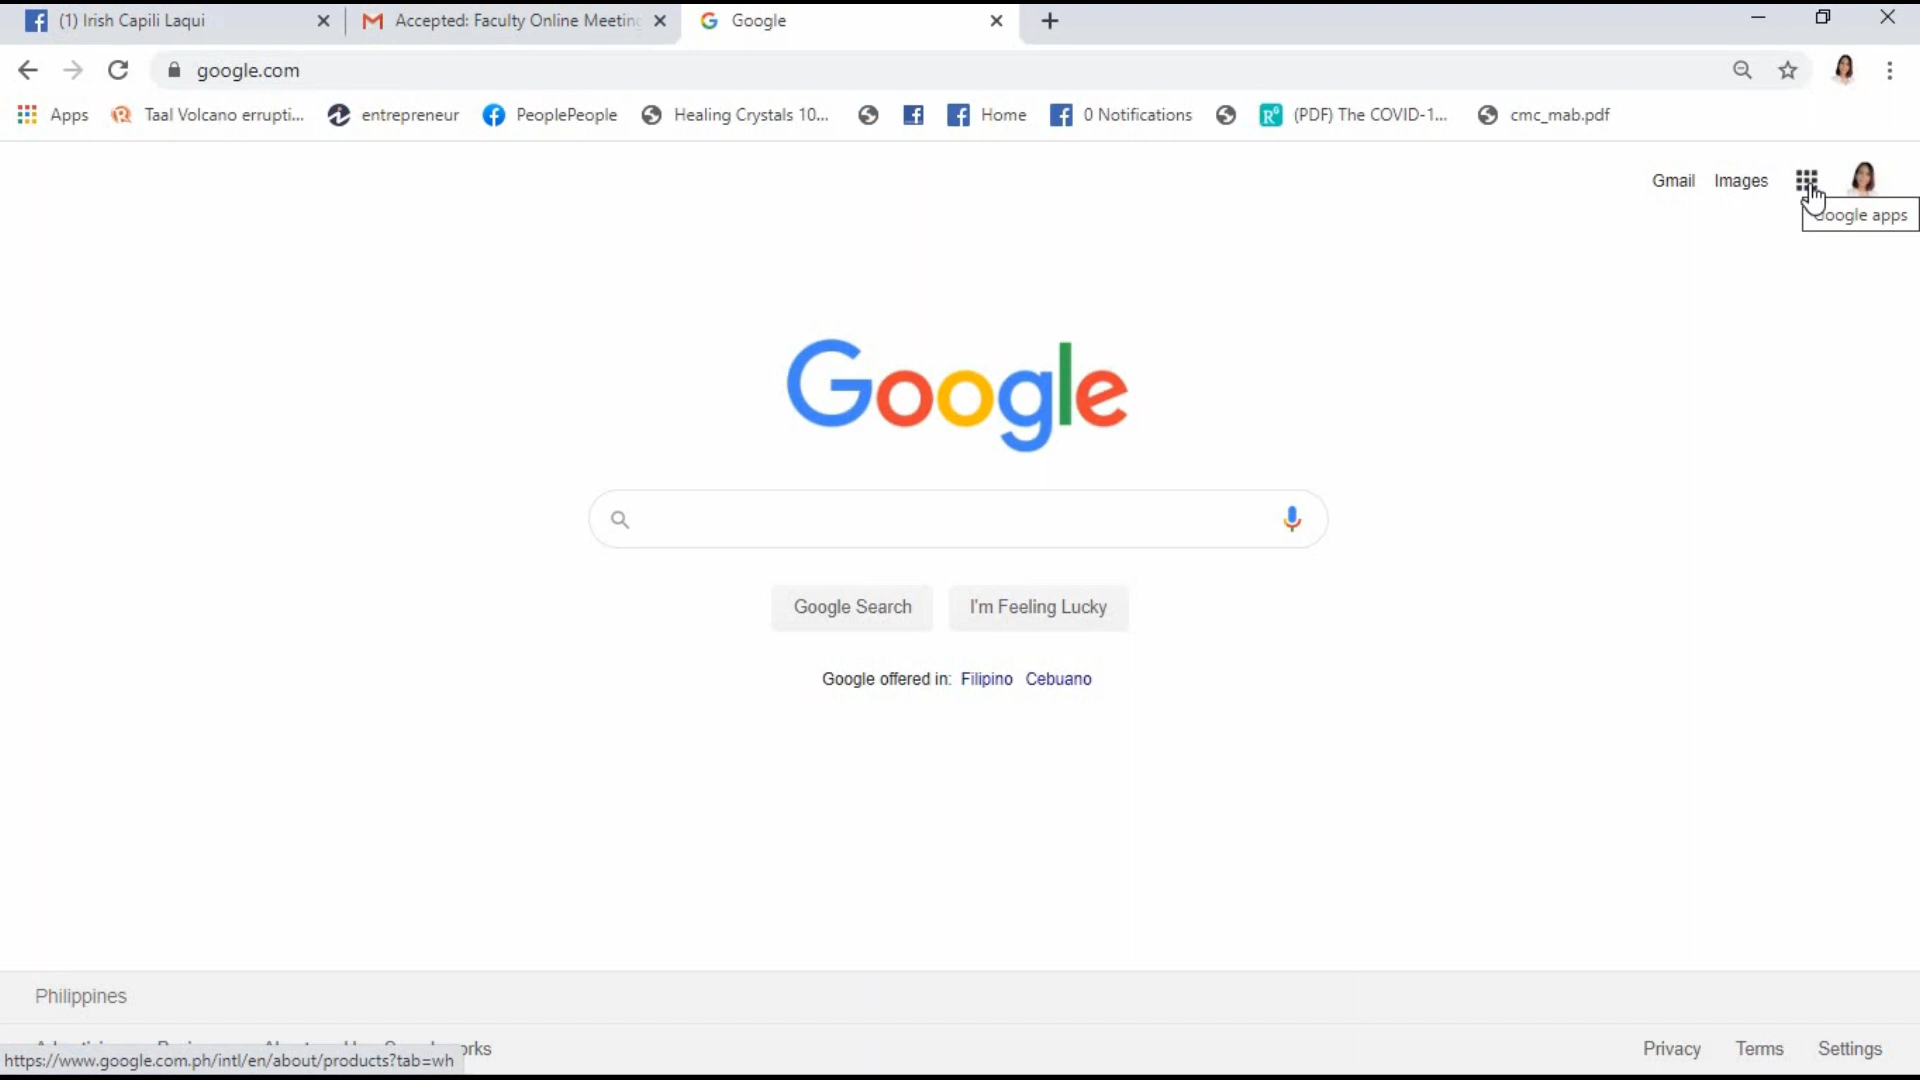 (1) Irish Capili Laqui
Accepted: Faculty Online Meeting
Google
google.com
Apps
Taal Volcano errupti...
entrepreneur
PeoplePeople
Healing Crystals 10...
Home
0 Notifications
(PDF) The COVID-1...
cmc_mab.pdf
Gmail
Images
Google apps
Google
Google Search
I'm Feeling Lucky
Google offered in: Filipino Cebuano
Philippines
https://www.google.com.ph/intl/en/about/products?tab=wh
Privacy
Terms
Settings